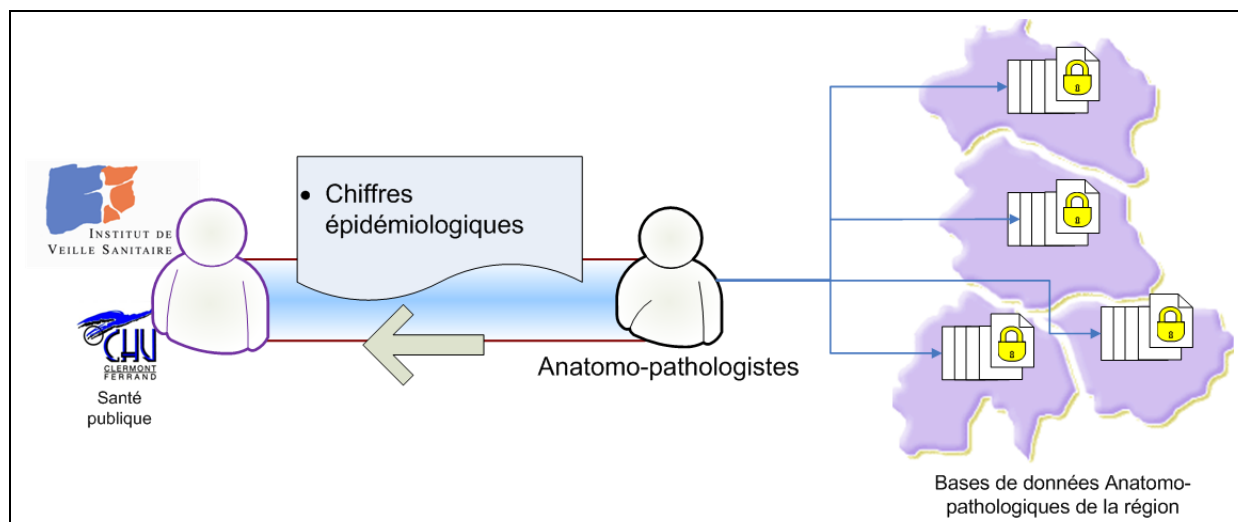 INSTITUT DE
VEILLE SANITAIRE
CHU
CLERMONT
FERRAND
Santé
publique
• Chiffres
épidémiologiques
Anatomo-pathologistes
Bases de données Anatomo-
pathologiques de la région